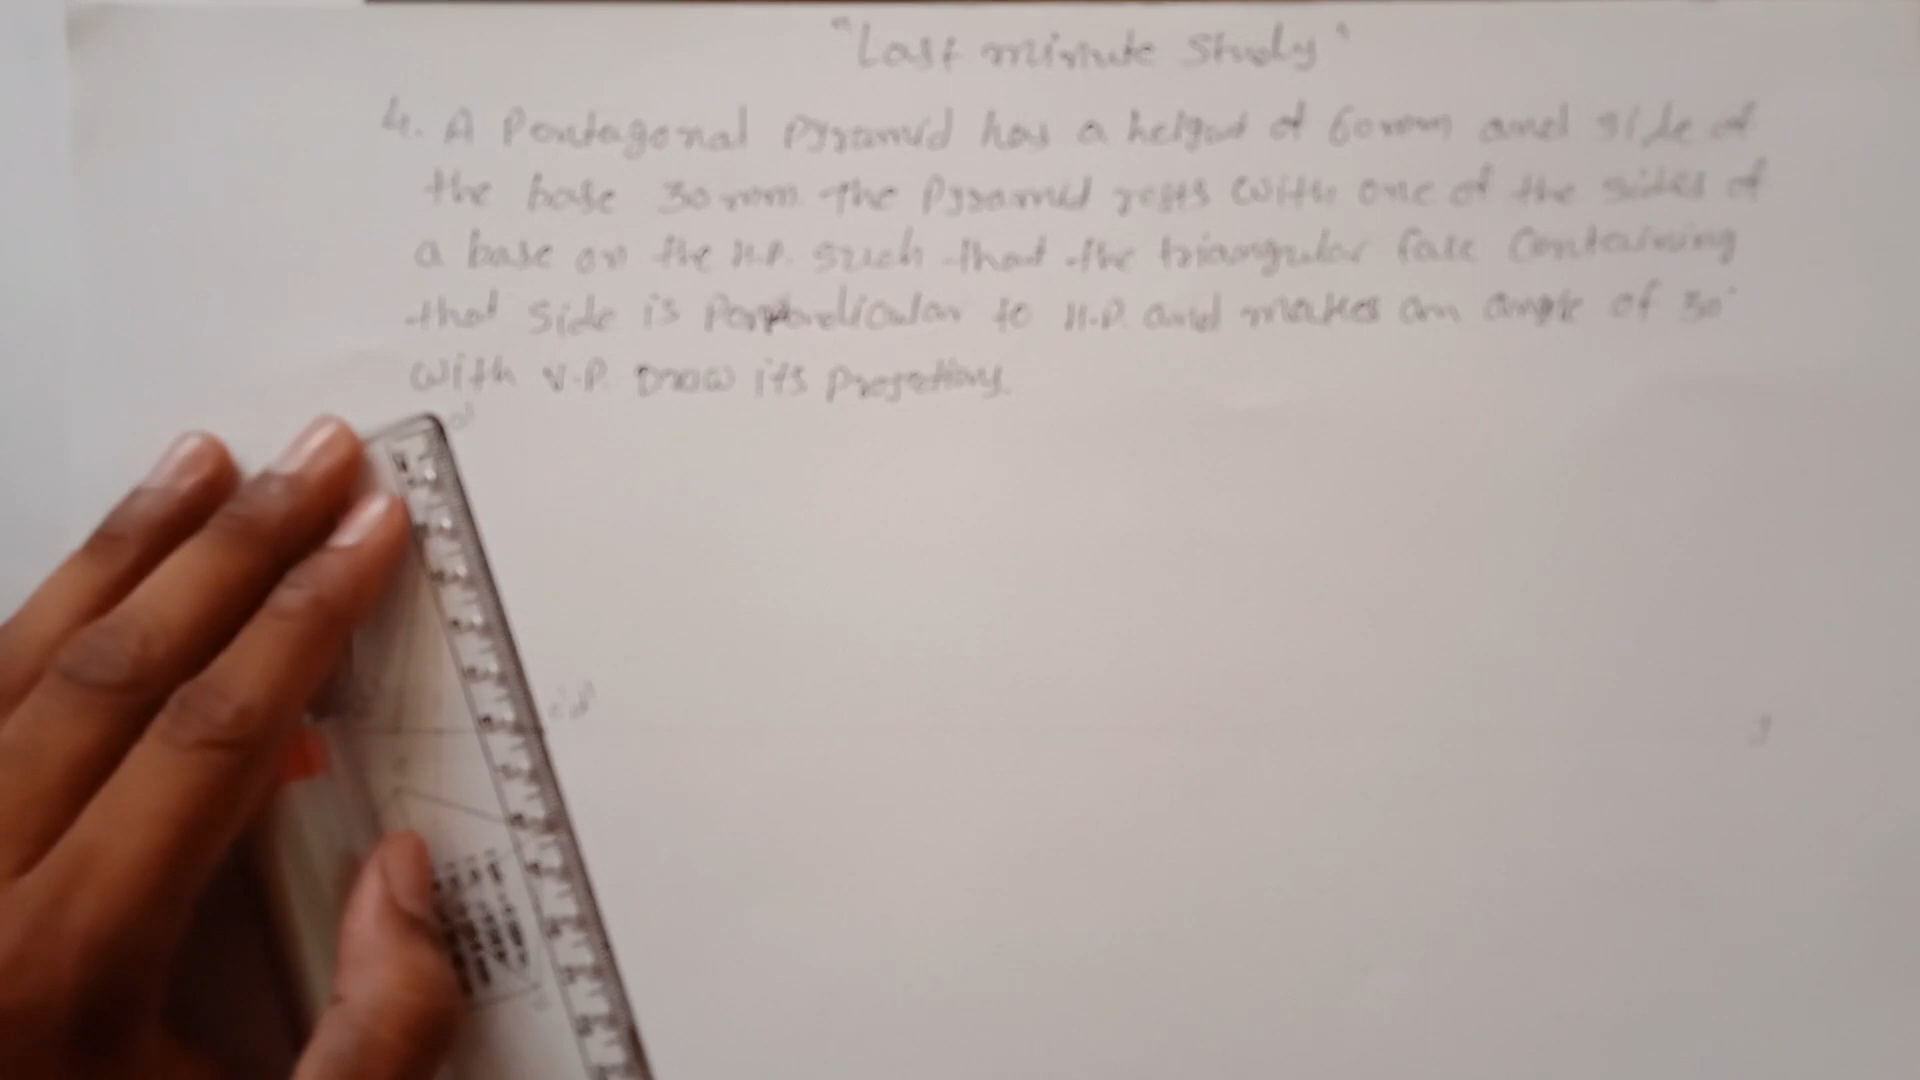 "Last minute Study"
4. A Pentagonal Pyramid has a height of 60mm and side of
the base 30mm. The Pyramid rests with one of the sides of
a base on the H.P. such that the triangular face containing
that side is Perpendicular to H.P and makes an angle of 30°
with V.P. Draw its Projections.